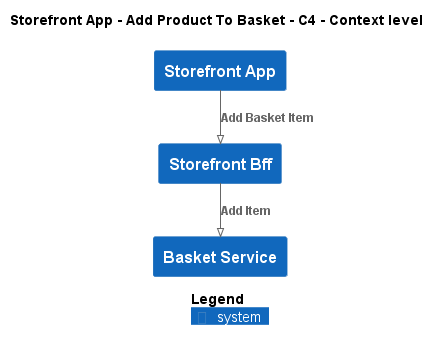 Storefront App - Add Product To Basket - C4 - Context level
Storefront App
Add Basket Item
Storefront Bff
Add Item
Basket Service
Legend
system